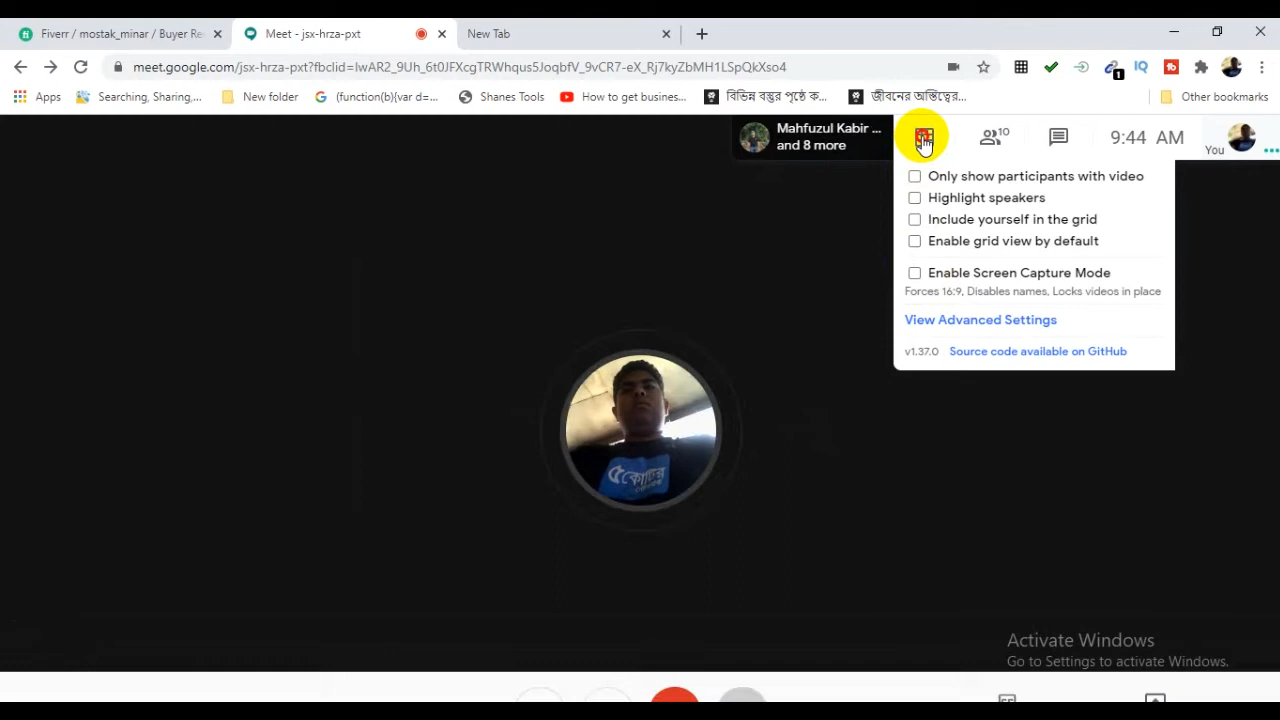 Fiverr / mostak_minar / Buyer Re
Meet - jsx-hrza-pxt
New Tab
meet.google.com/jsx-hrza-pxt?fbclid=IwAR2_9Uh_6t0JFXcqTRWhqus5JoqbfV_9vCR7-eX_Rj7kyZbMH1LSpQkXso4
1
Apps
Searching, Sharing,...
New folder
(function(b){var d=...
Shanes Tools
How to get busines...
বিভিন্ন বস্তুর পৃষ্ঠে ক...
জীবনের অস্তিত্বের...
Other bookmarks
Mahfuzul Kabir ...
and 8 more
10
9:44 AM
You
Only show participants with video
Highlight speakers
Include yourself in the grid
Enable grid view by default
Enable Screen Capture Mode
Forces 16:9, Disables names, Locks videos in place
View Advanced Settings
v1.37.0 Source code available on GitHub
৫কোটির
Activate Windows
Go to Settings to activate Windows.